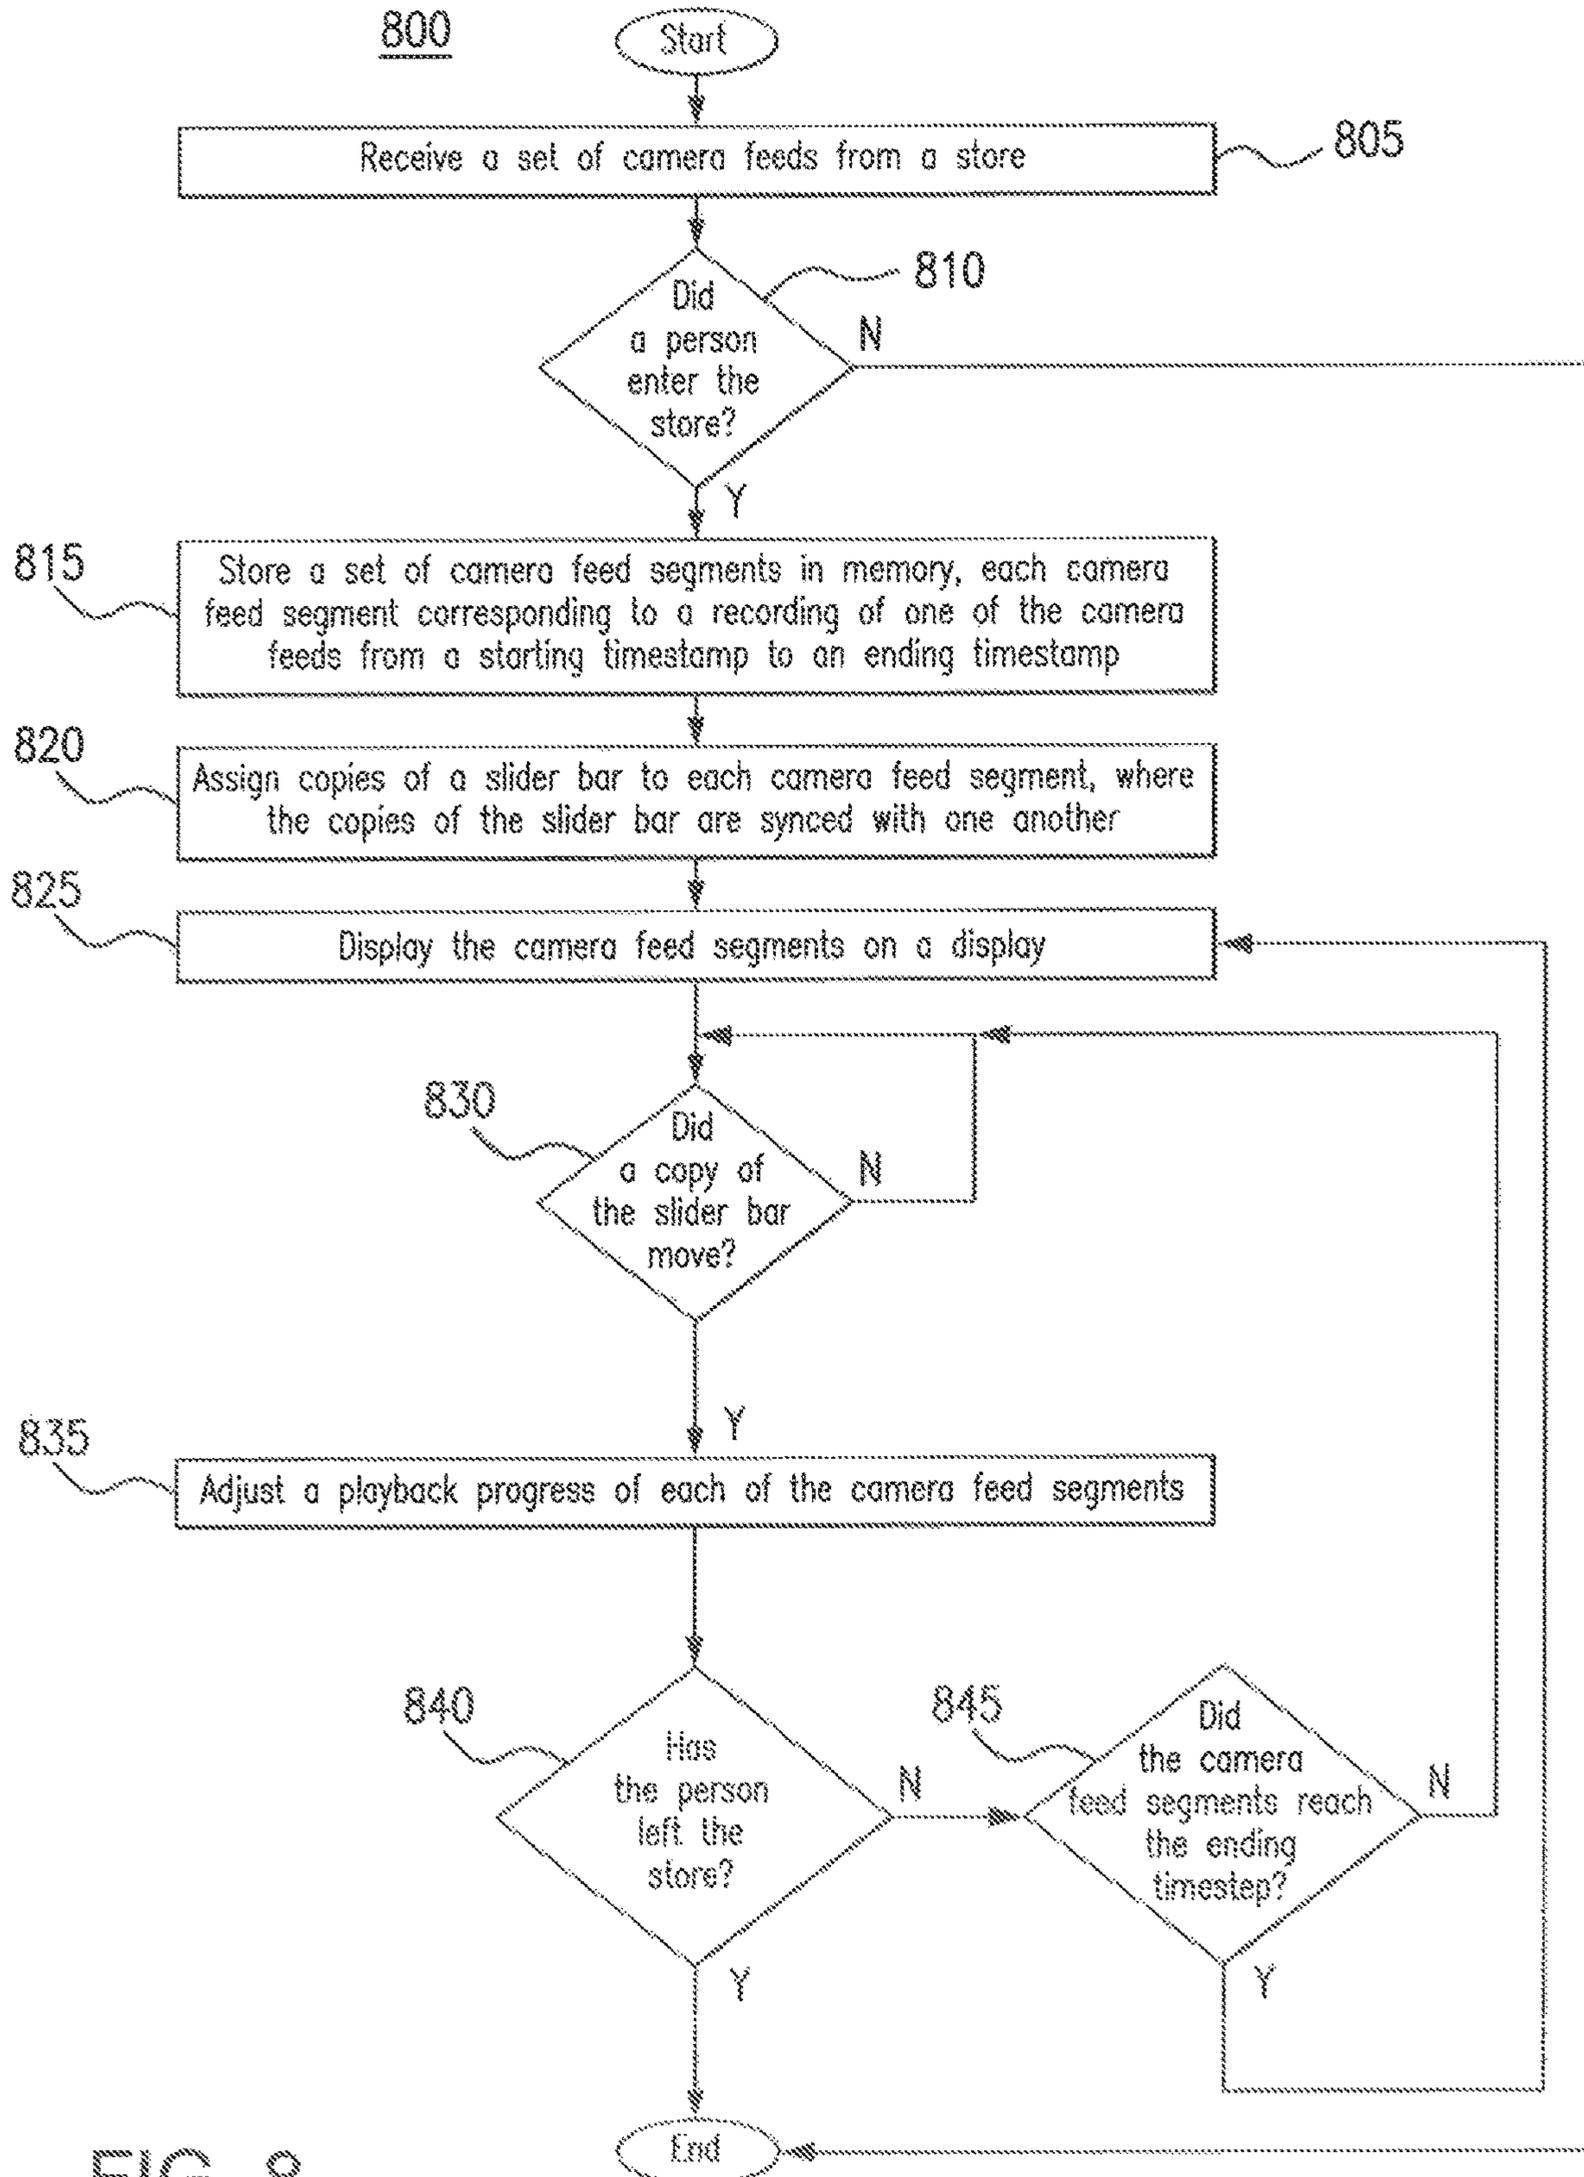 800
Start
Receive a set of camera feeds from a store
805
810
Did
a person
enter the
store?
N
Y
815
Store a set of camera feed segments in memory, each camera
feed segment corresponding to a recording of one of the camera
feeds from a starting timestamp to an ending timestamp
820
Assign copies of a slider bar to each camera feed segment, where
the copies of the slider bar are synced with one another
825
Display the camera feed segments on a display
830
Did
a copy of
the slider bar
move?
N
Y
835
Adjust a playback progress of each of the camera feed segments
840
Has
the person
left the
store?
N
Y
845
Did
the camera
feed segments reach
the ending
timestep?
N
Y
End
FIG. 8